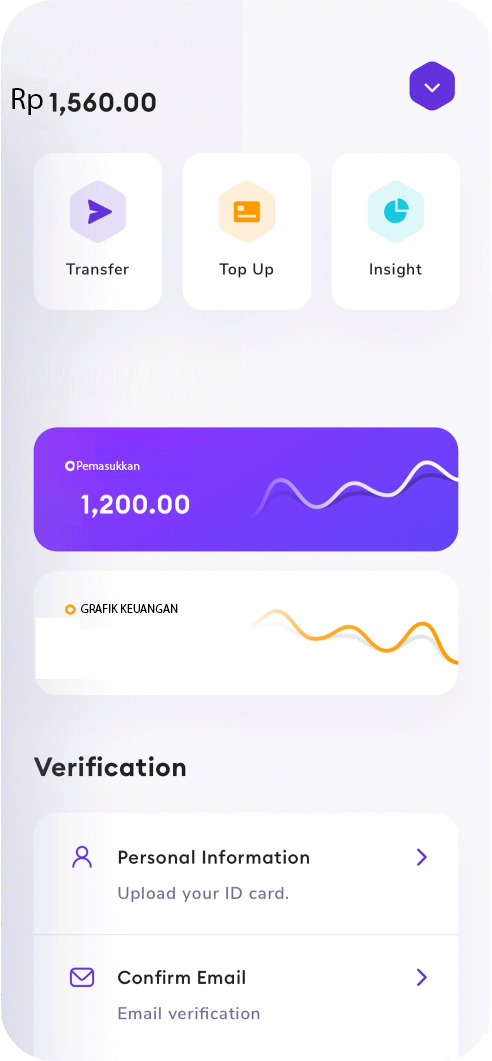 Rp 1,560.00
Transfer
Top Up
Insight
Pemasukkan
1,200.00
GRAFIK KEUANGAN
Verification
Personal Information
Upload your ID card.
Confirm Email
Email verification